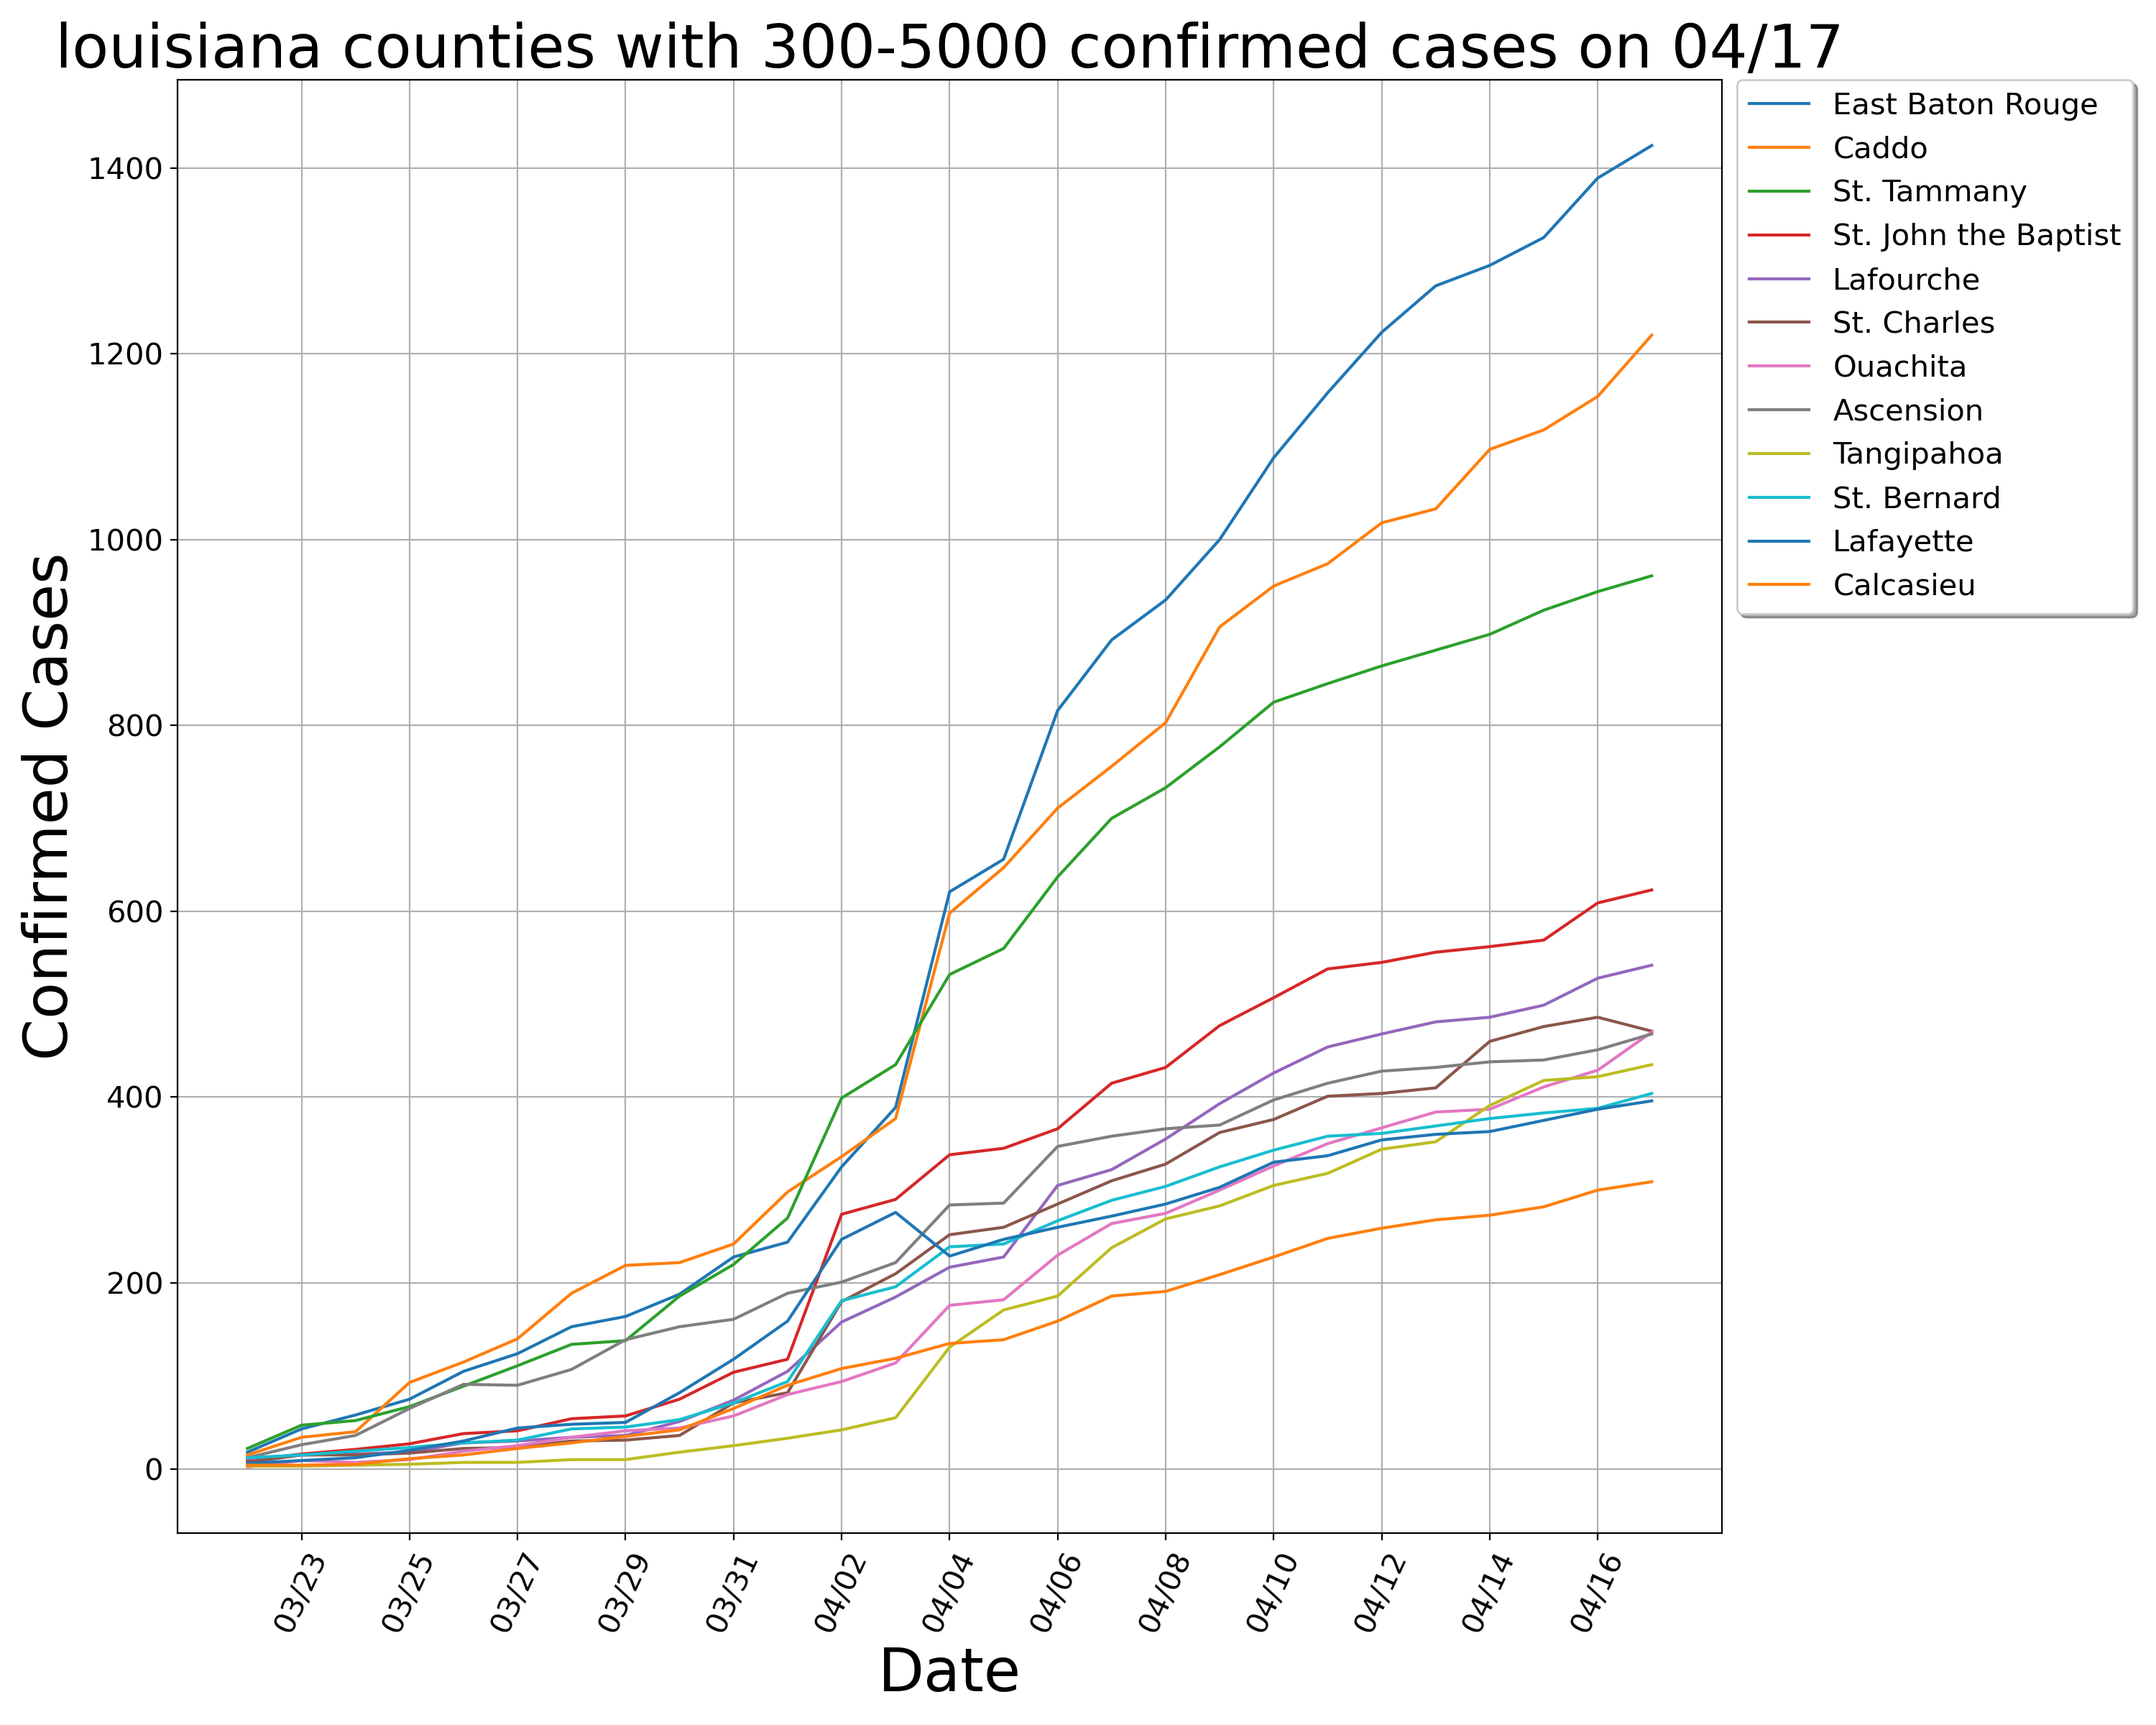 louisiana counties with 300-5000 confirmed cases on 04/17
East Baton Rouge
Caddo
St. Tammany
St. John the Baptist
Lafourche
St. Charles
Ouachita
Ascension
Tangipahoa
St. Bernard
Lafayette
Calcasieu
Confirmed Cases
1400
1200
1000
800
600
400
200
0
03/23
03/25
03/27
03/29
03/31
04/02
04/04
04/06
04/08
04/10
04/12
04/14
04/16
Date